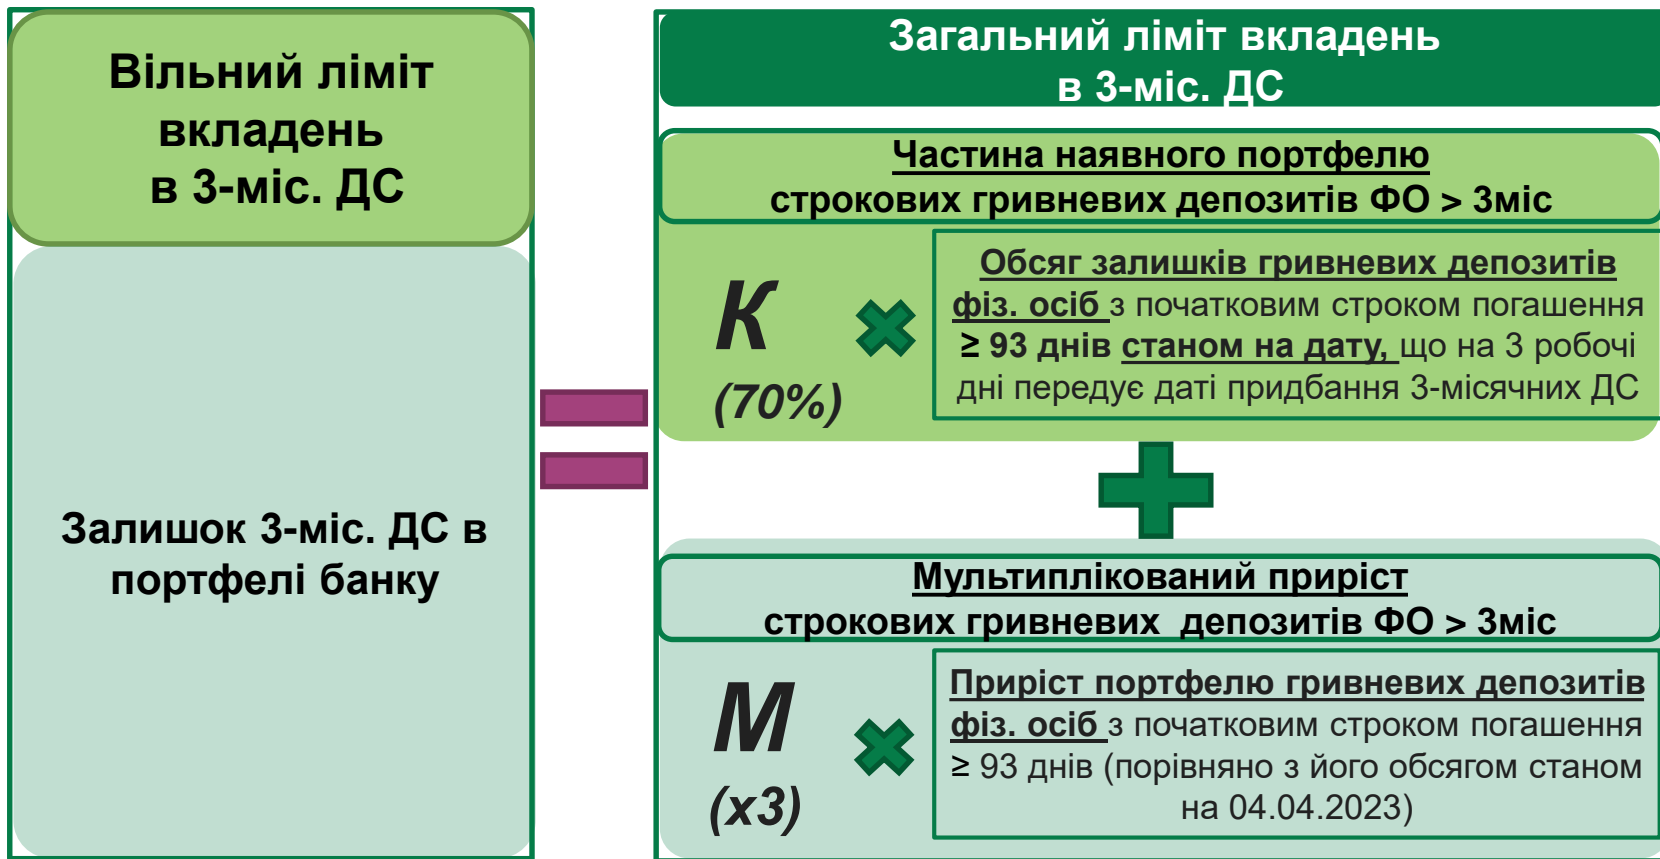 Вільний ліміт
вкладень
в 3-міс. ДС
Залишок 3-міс. ДС в
портфелі банку
Загальний ліміт вкладень
в 3-міс. ДС
Частина наявного портфелю
строкових гривневих депозитів ФО > 3міс
К
(70%)
Обсяг залишків гривневих депозитів
фіз. осіб з початковим строком погашення
≥ 93 днів станом на дату, що на 3 робочі
дні передує даті придбання 3-місячних ДС
Мультиплікований приріст
строкових гривневих  депозитів ФО > 3міс
М
(х3)
Приріст портфелю гривневих депозитів
фіз. осіб з початковим строком погашення
≥ 93 днів (порівняно з його обсягом станом
на 04.04.2023)